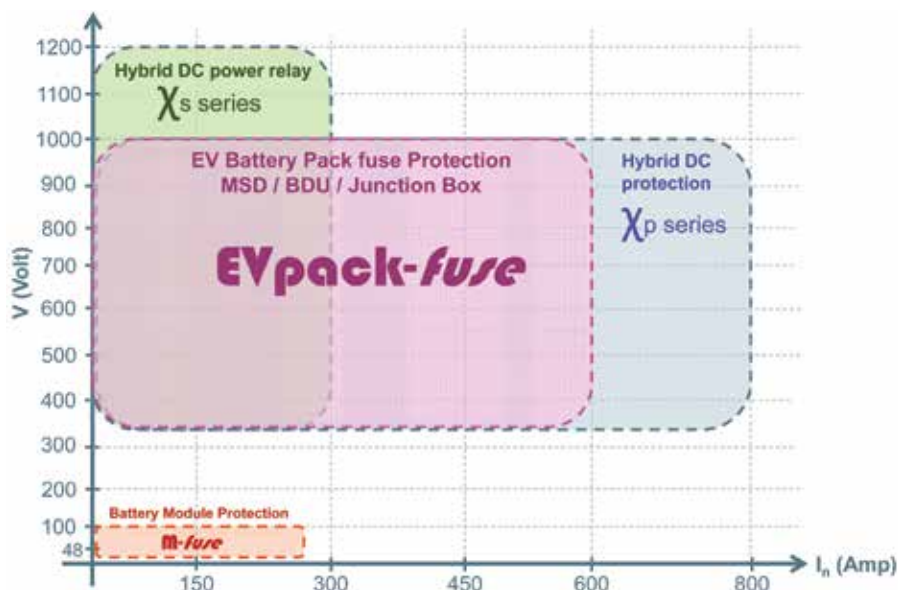 1200
1100
1000
900
800
700
600
500
400
300
200
100
48
V (Volt)
Hybrid DC power relay
χs series
EV Battery Pack fuse Protection
MSD / BDU / Junction Box
EVpack-fuse
Hybrid DC
protection
χp series
Battery Module Protection
M-fuse
150
300
450
600
800
In (Amp)